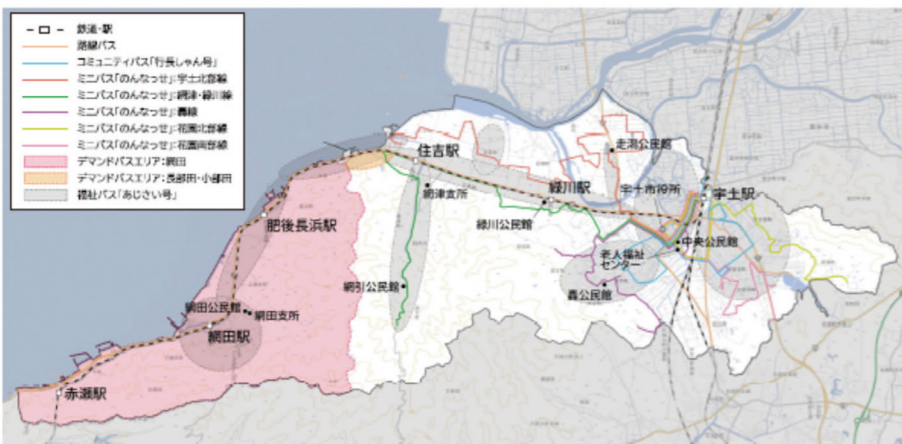 鉄道・駅
路線バス
コミュニティバス「行長しゃん号」
ミニバス「のんなっせ」:宇土北部線
ミニバス「のんなっせ」:網津・緑川線
ミニバス「のんなっせ」:轟線
ミニバス「のんなっせ」:花園北部線
ミニバス「のんなっせ」:花園南部線
デマンドバスエリア:網田
デマンドバスエリア:長部田・小部田
福祉バス「あじさい号」
住吉駅
走潟公民館
網津支所
緑川駅
宇土市役所
宇土駅
緑川公民館
肥後長浜駅
中央公民館
老人福祉
センター
網引公民館
轟公民館
網田公民館
網田支所
網田駅
赤瀬駅